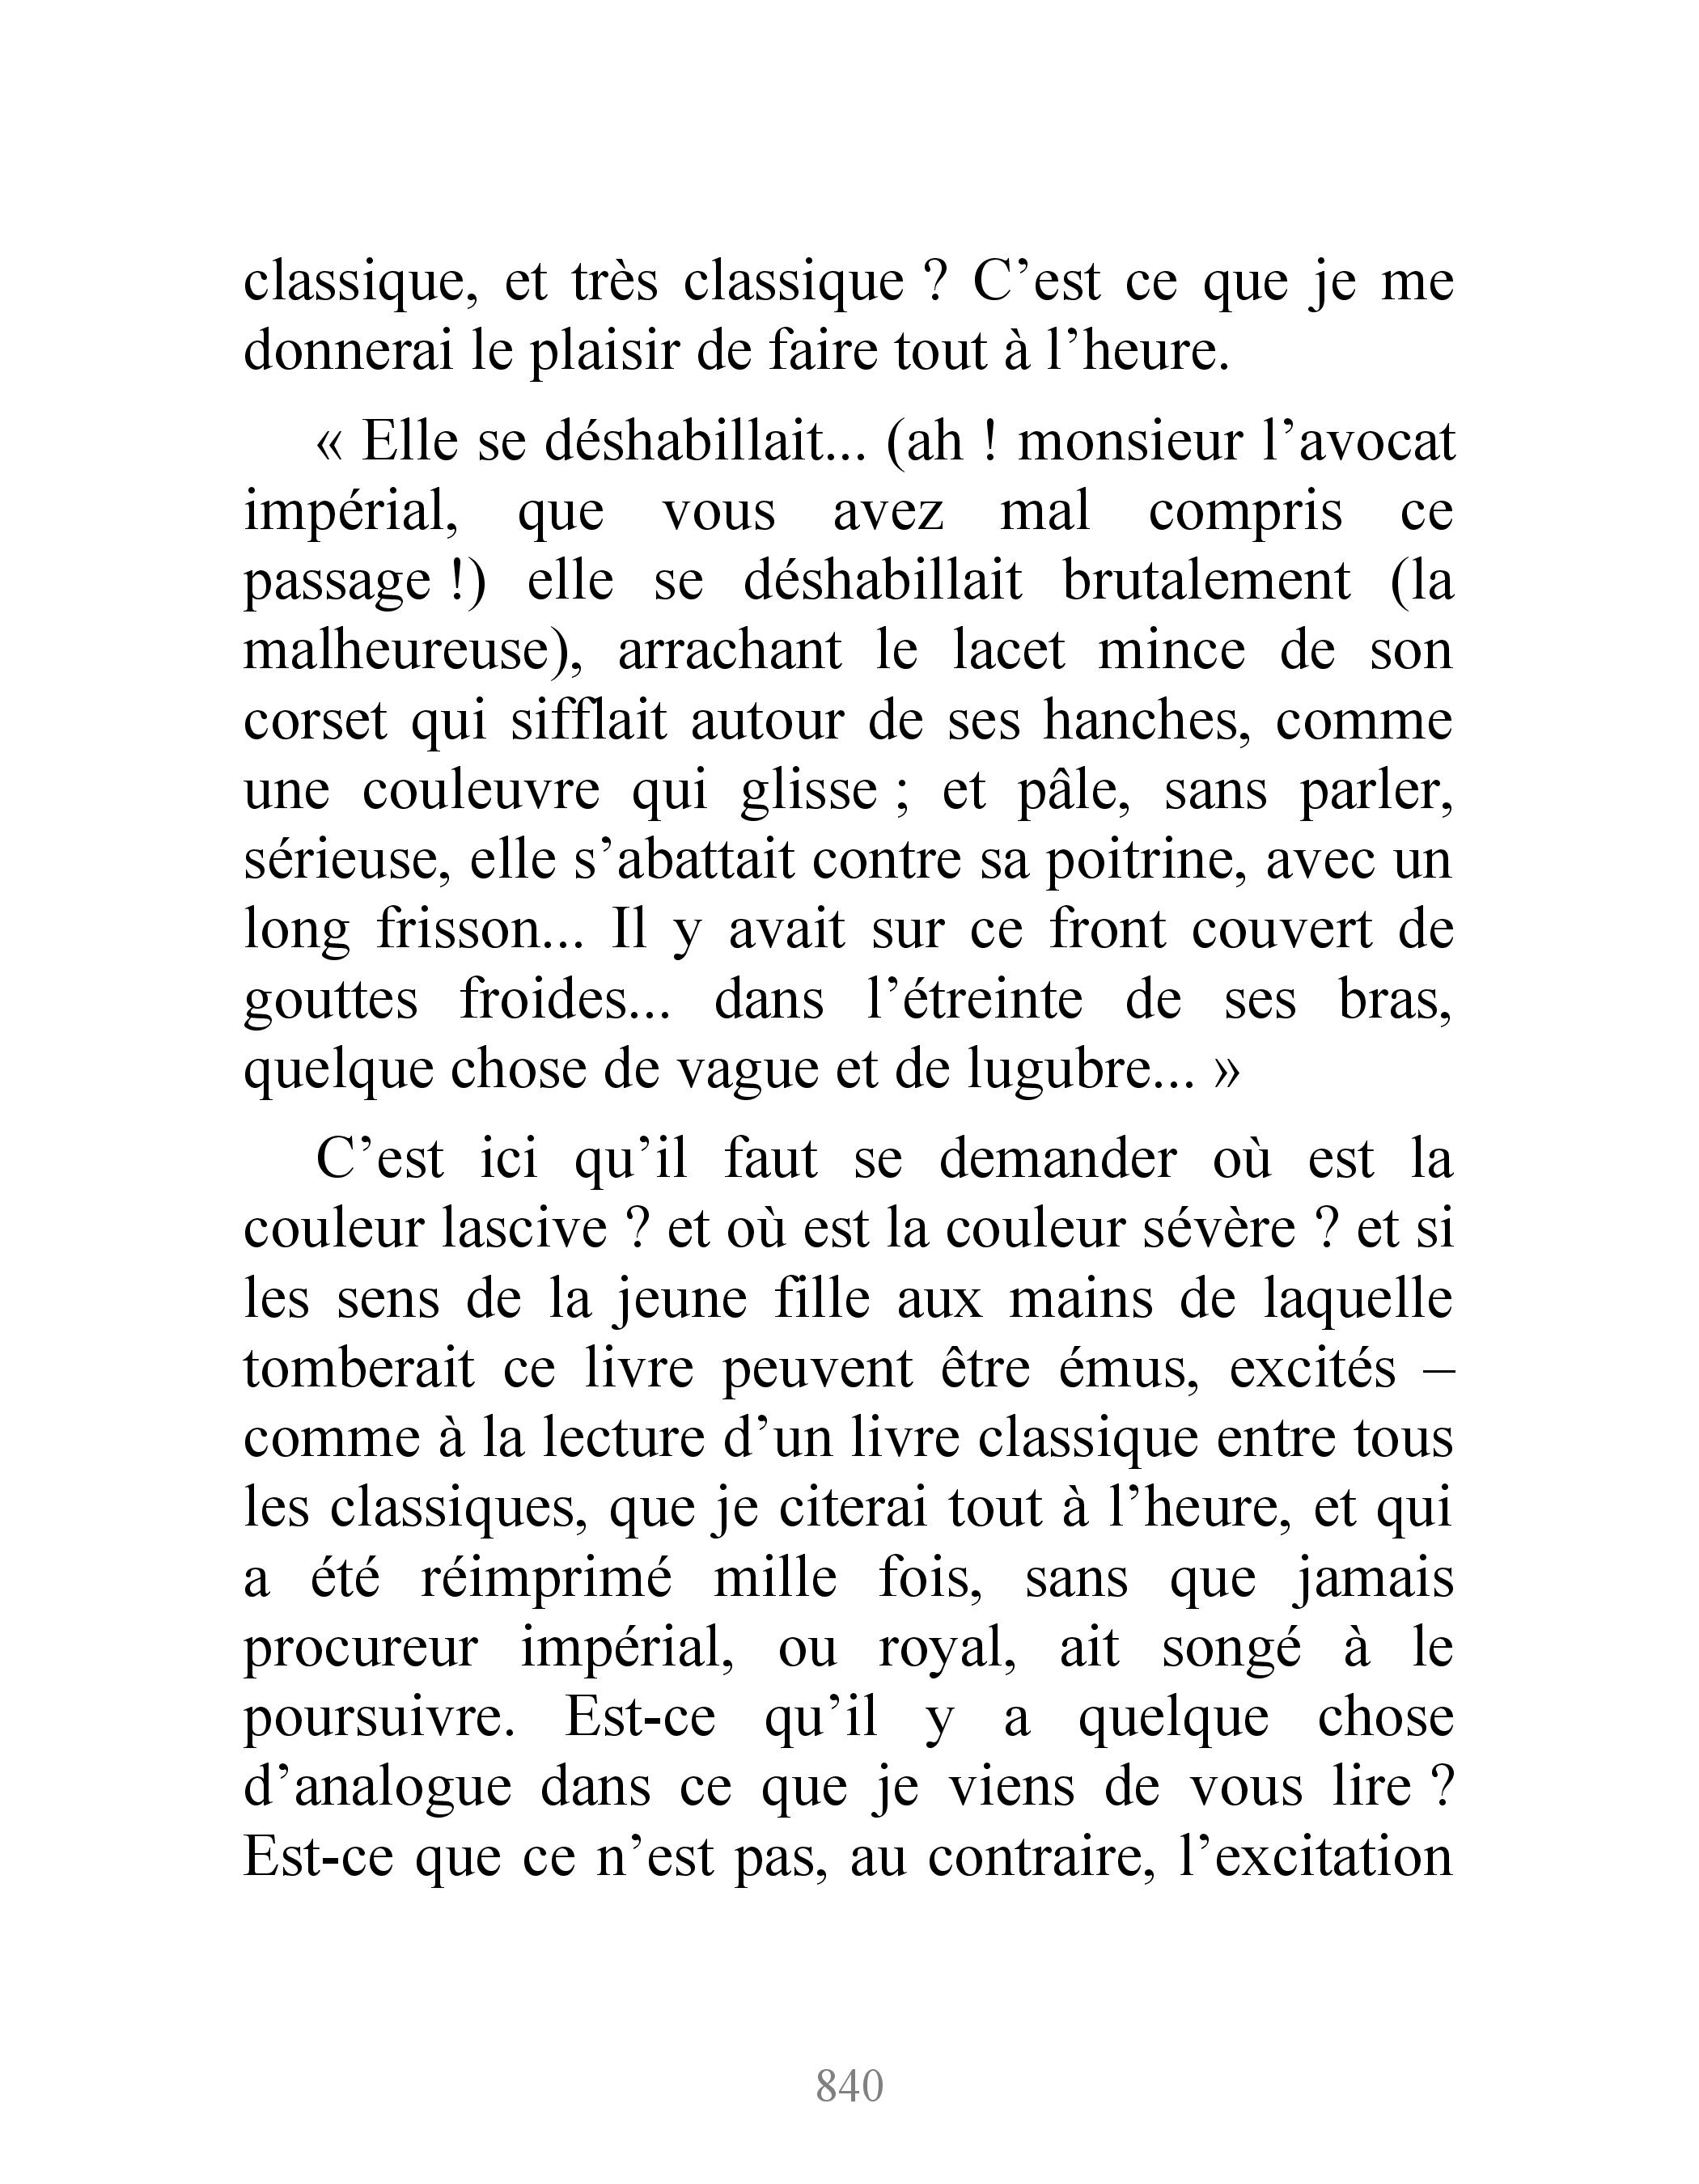 classique, et très classique ? C’est ce que je me
donnerai le plaisir de faire tout à l’heure.
« Elle se déshabillait... (ah ! monsieur l’avocat
impérial, que vous avez mal compris ce
passage !) elle se déshabillait brutalement (la
malheureuse), arrachant le lacet mince de son
corset qui sifflait autour de ses hanches, comme
une couleuvre qui glisse ; et pâle, sans parler,
sérieuse, elle s’abattait contre sa poitrine, avec un
long frisson... Il y avait sur ce front couvert de
gouttes froides... dans l’étreinte de ses bras,
quelque chose de vague et de lugubre... »
C’est ici qu’il faut se demander où est la
couleur lascive ? et où est la couleur sévère ? et si
les sens de la jeune fille aux mains de laquelle
tomberait ce livre peuvent être émus, excités –
comme à la lecture d’un livre classique entre tous
les classiques, que je citerai tout à l’heure, et qui
a été réimprimé mille fois, sans que jamais
procureur impérial, ou royal, ait songé à le
poursuivre. Est-ce qu’il y a quelque chose
d’analogue dans ce que je viens de vous lire ?
Est-ce que ce n’est pas, au contraire, l’excitation
840